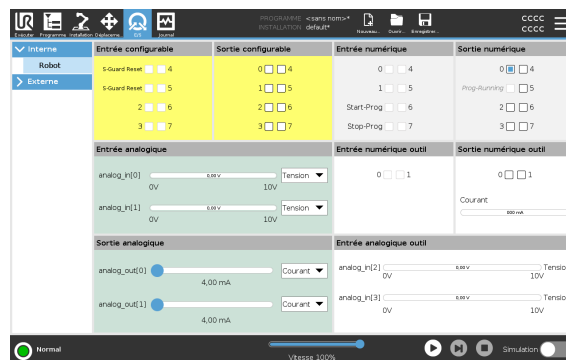 PROGRAMME <sans nom>*
INSTALLATION default*
CCCC
CCCC
Exécuter Programme Installation Déplaceme... E/S Journal Nouveau... Ouvrir... Enregistrer...
Interne
Robot
Externe
Entrée configurable
S-Guard Reset 4
S-Guard Reset 5
2 6
3 7
Sortie configurable
0 4
1 5
2 6
3 7
Entrée numérique
0 4
1 5
Start-Prog 6
Stop-Prog 7
Sortie numérique
0 4
Prog-Running 5
2 6
3 7
Entrée analogique
analog_in[0] 0,00 V Tension
0V 10V
analog_in[1] 0,00 V Tension
0V 10V
Entrée numérique outil
0 1
Sortie numérique outil
0 1
Courant
000 mA
Sortie analogique
analog_out[0] Courant
4,00 mA
analog_out[1] Courant
4,00 mA
Entrée analogique outil
analog_in[2] 0,00 V Tensio
0V 10V
analog_in[3] 0,00 V Tensio
0V 10V
Normal
Vitesse 100%
Simulation